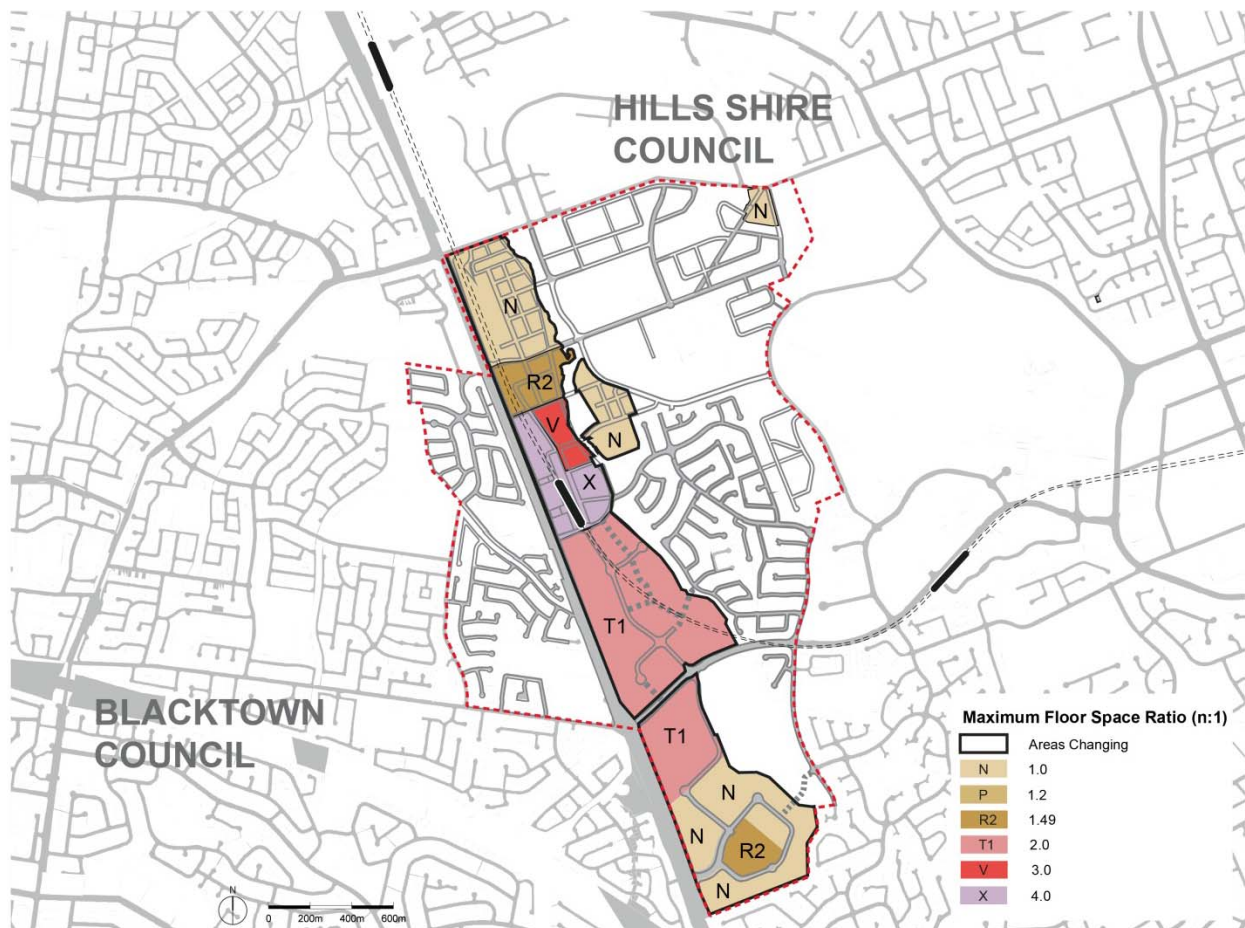 HILLS SHIRE
COUNCIL
N
N
R2
V
N
X
T1
T1
N
N
R2
N
BLACKTOWN
COUNCIL
N
0 200m 400m 600m
Maximum Floor Space Ratio (n:1)
Areas Changing
N 1.0
P 1.2
R2 1.49
T1 2.0
V 3.0
X 4.0